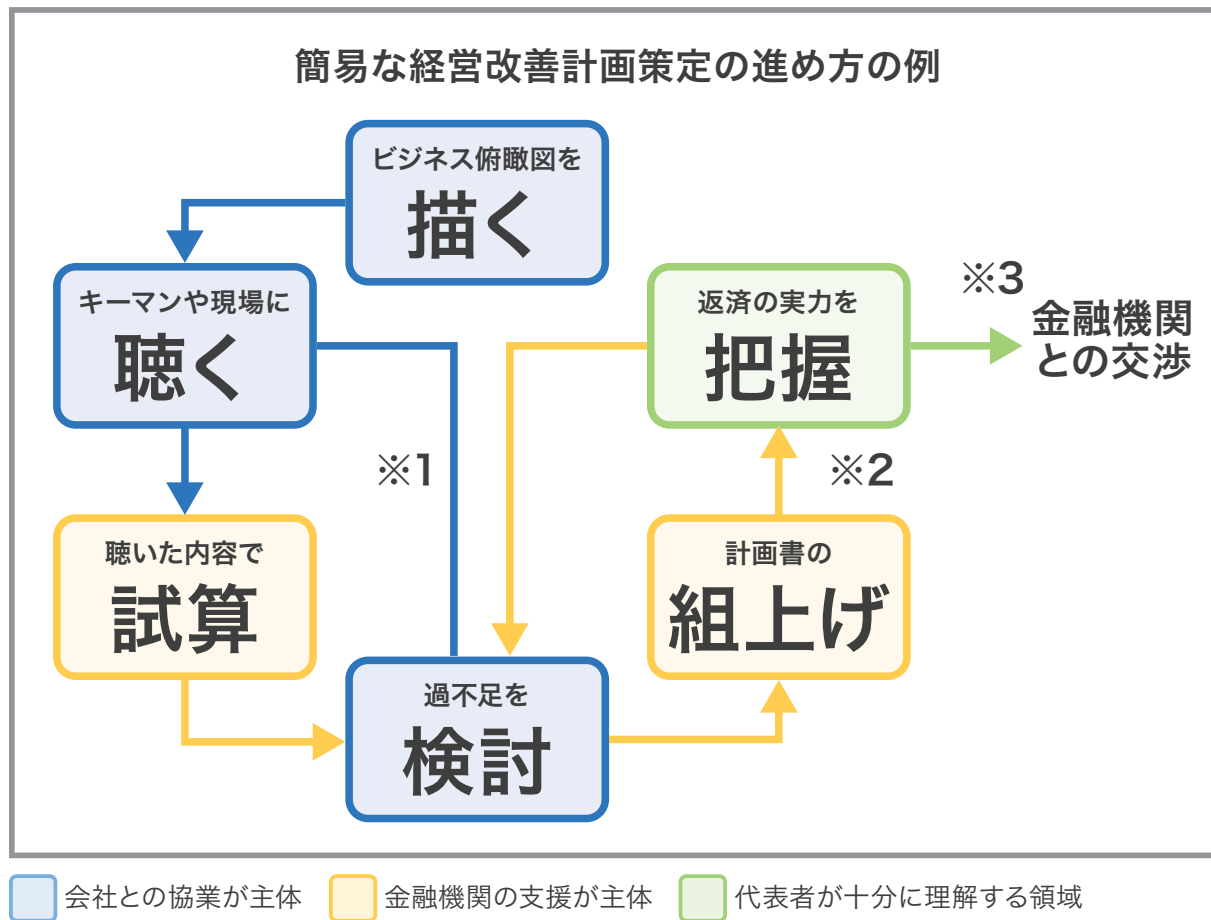 簡易な経営改善計画策定の進め方の例
ビジネス俯瞰図を
描く
キーマンや現場に
聴く
※1
聴いた内容で
試算
過不足を
検討
計画書の
組上げ
※2
返済の実力を
把握
※3
金融機関
との交渉
会社との協業が主体
金融機関の支援が主体
代表者が十分に理解する領域